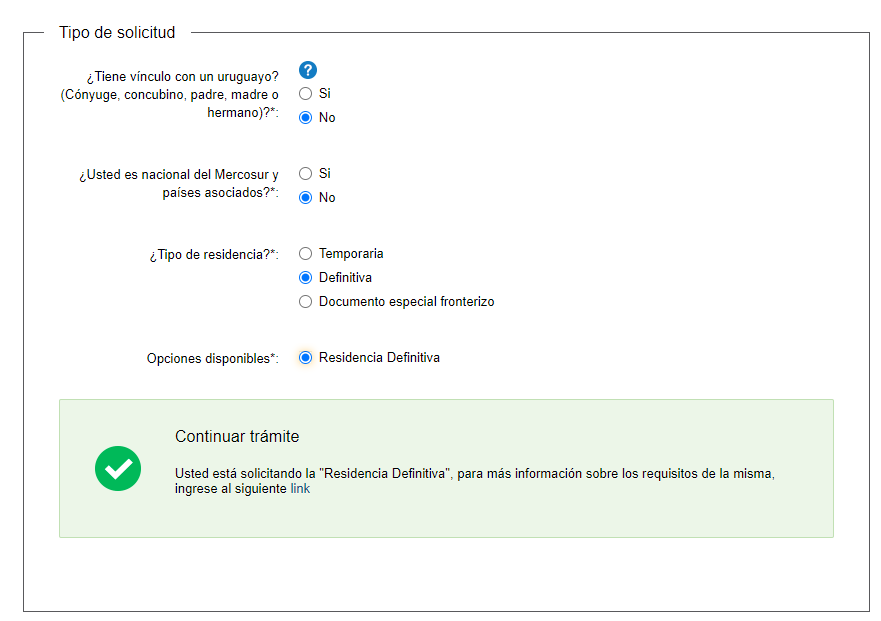 Tipo de solicitud
¿Tiene vínculo con un uruguayo?
(Cónyuge, concubino, padre, madre o
hermano)?*:
?
Si
No
¿Usted es nacional del Mercosur y
países asociados?*:
Si
No
¿Tipo de residencia?*:
Temporaria
Definitiva
Documento especial fronterizo
Opciones disponibles*:
Residencia Definitiva
Continuar trámite
Usted está solicitando la "Residencia Definitiva", para más información sobre los requisitos de la misma,
ingrese al siguiente link